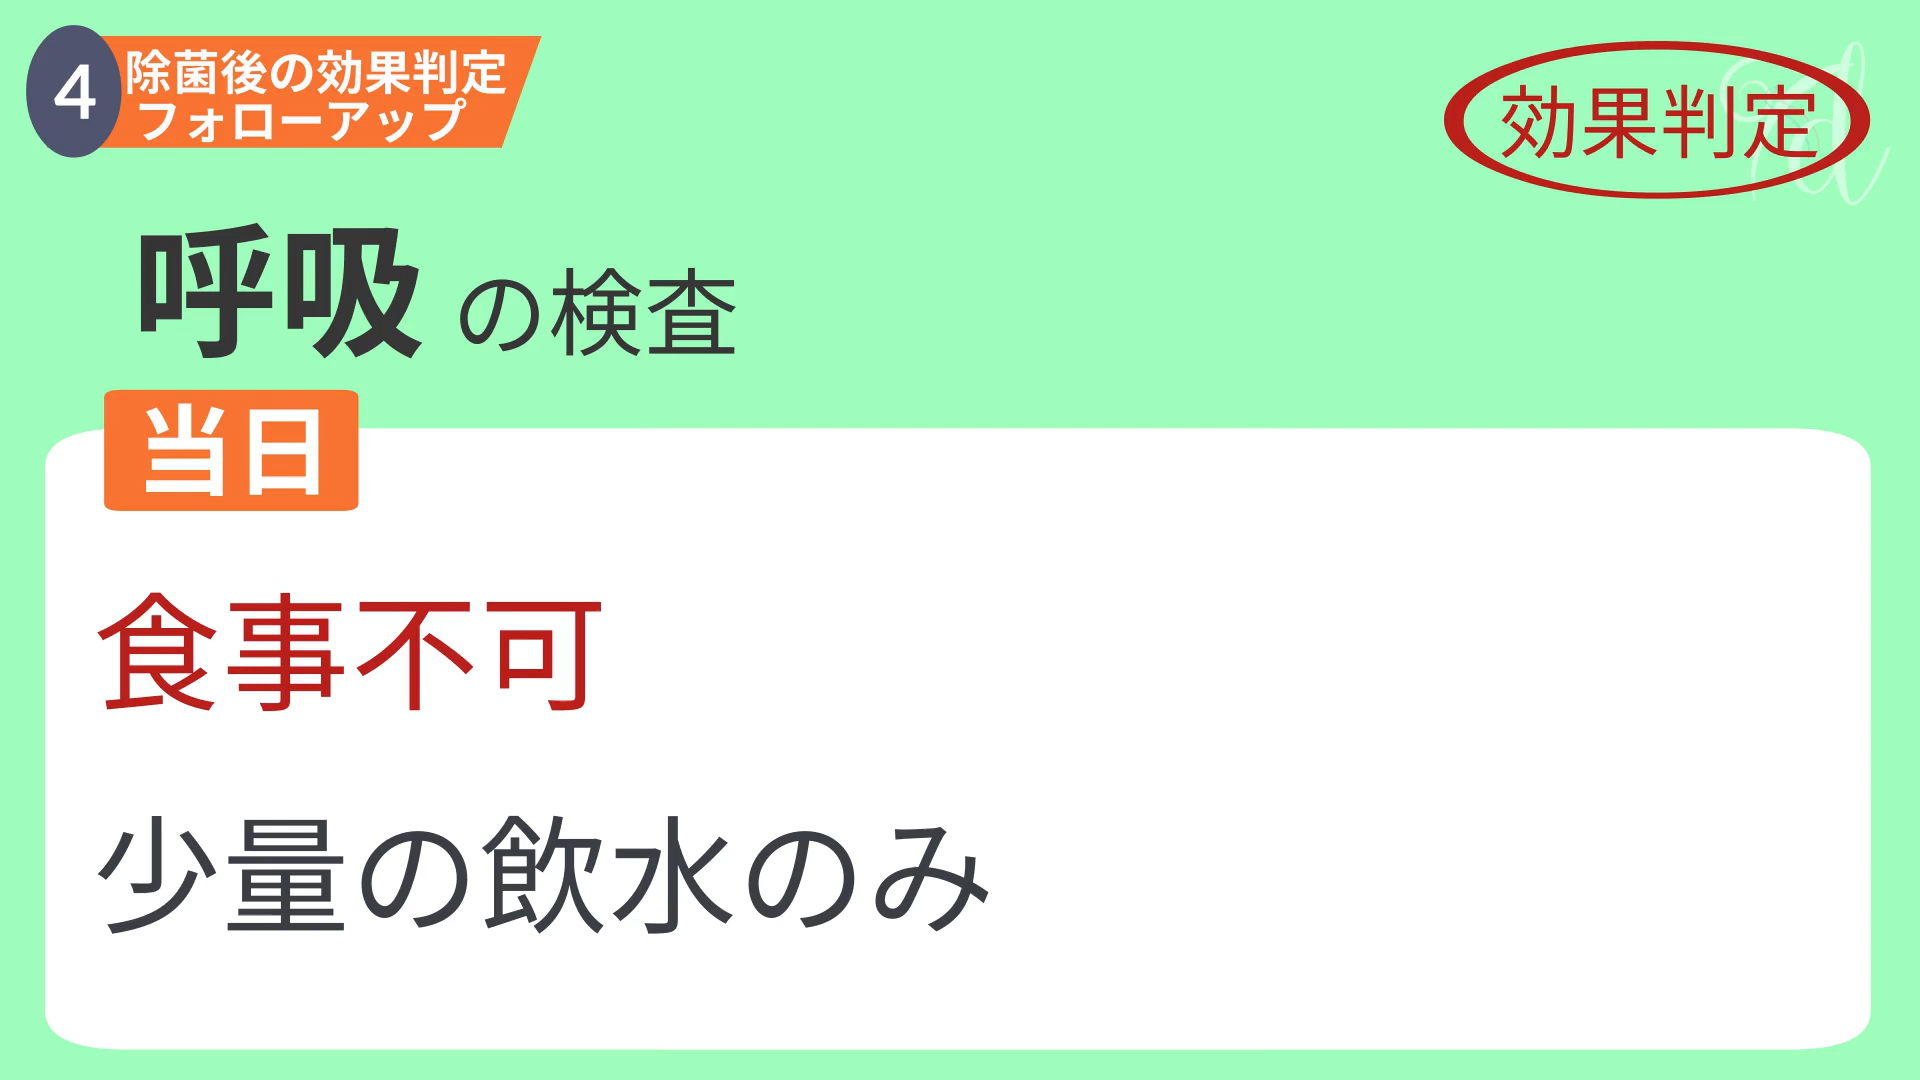 4
除菌後の効果判定
フォローアップ
効果判定
呼吸の検査
当日
食事不可
少量の飲水のみ